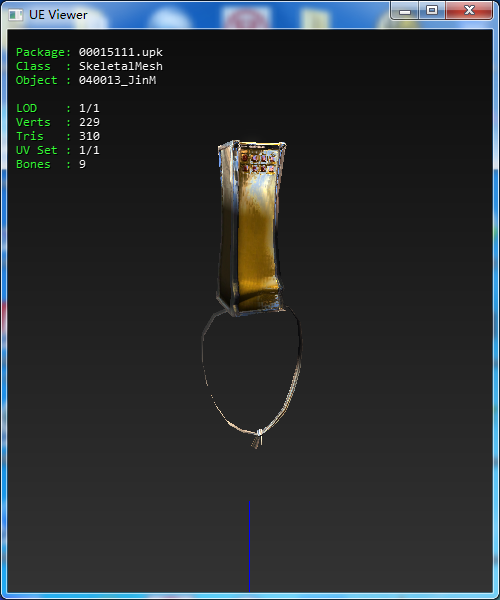 UE Viewer
Package: 00015111.upk
Class : SkeletalMesh
Object : 040013_JinM
LOD : 1/1
Verts : 229
Tris : 310
UV Set : 1/1
Bones : 9